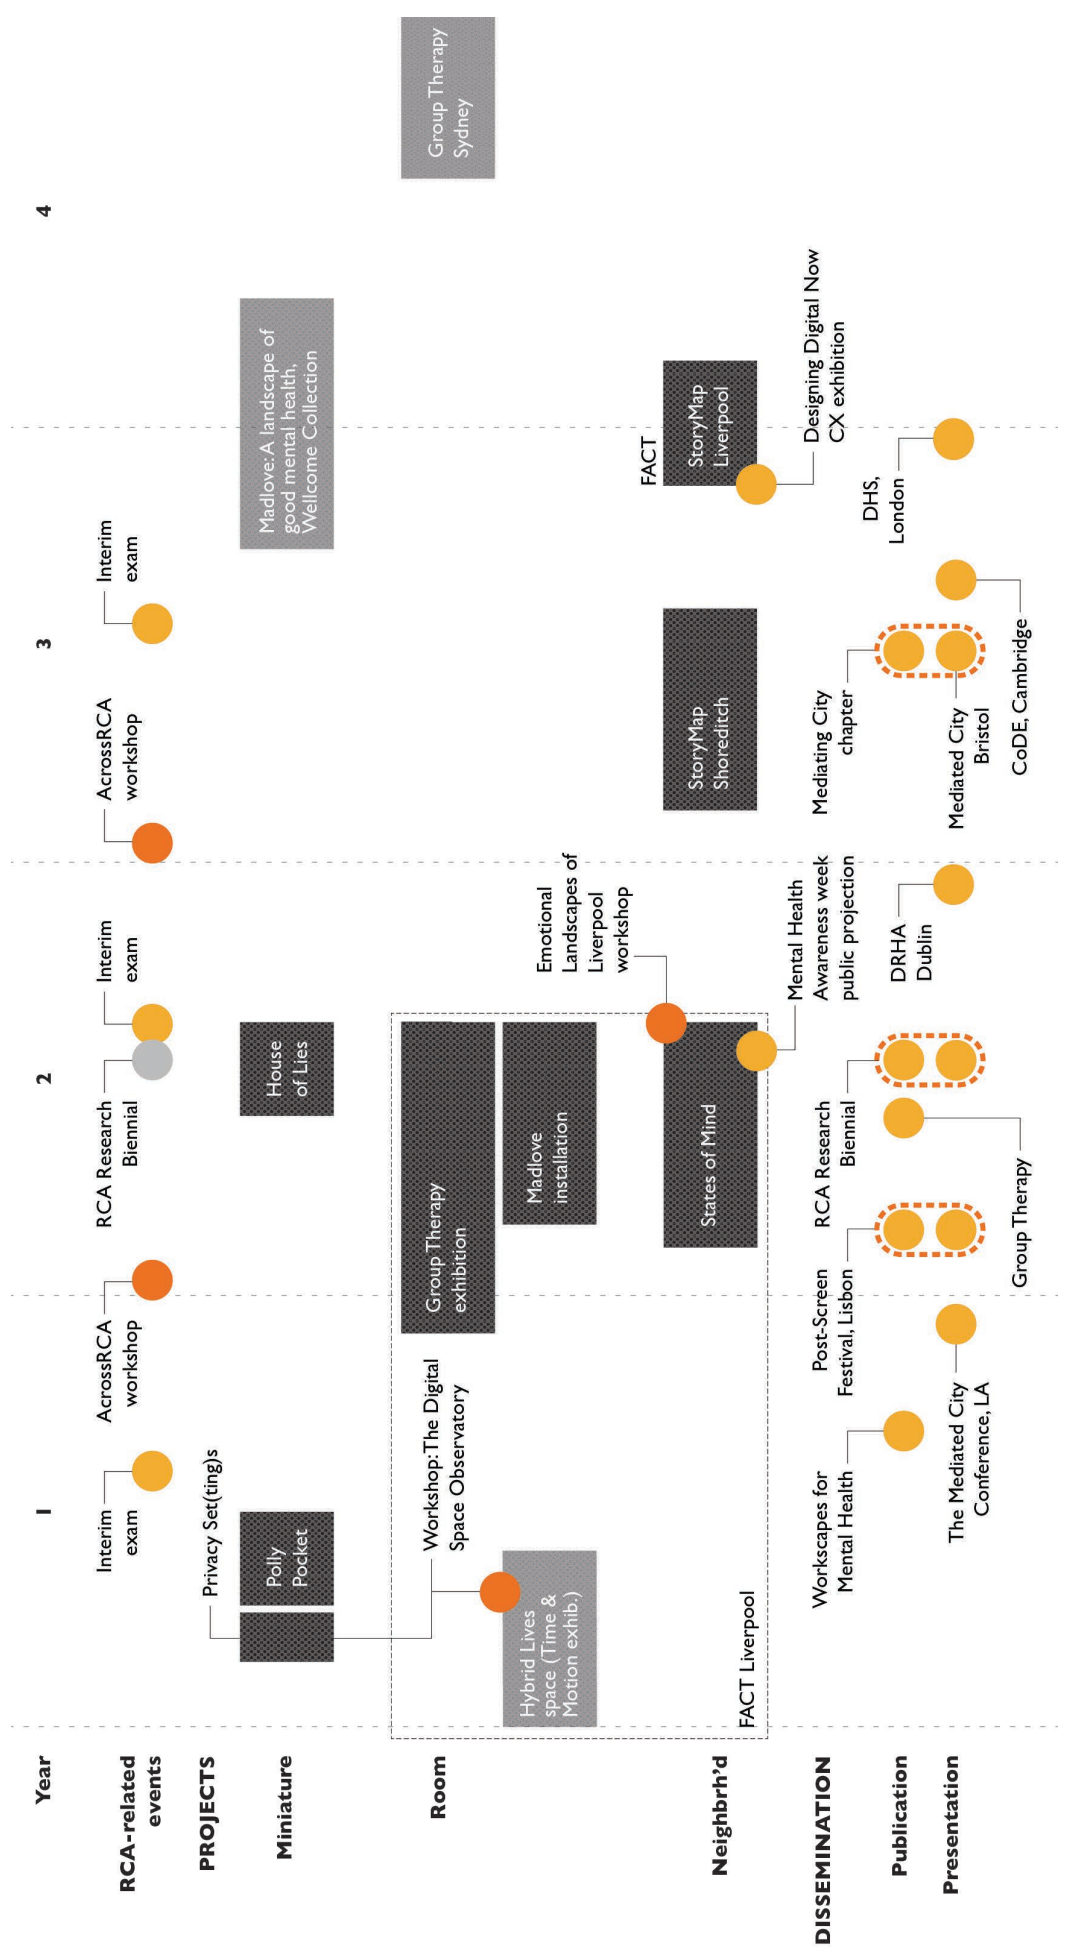 Year
1
2
3
4
RCA-related
events
Interim
exam
AcrossRCA
workshop
RCA Research
Biennial
Interim
exam
AcrossRCA
workshop
Interim
exam
PROJECTS
Privacy Set(ting)s
Miniature
Polly
Pocket
House
of Lies
Madlove: A landscape of
good mental health,
Wellcome Collection
Room
Workshop: The Digital
Space Observatory
Group Therapy
exhibition
Group Therapy
Sydney
Hybrid Lives
space (Time &
Motion exhib.)
Madlove
installation
Emotional
Landscapes of
Liverpool
workshop
FACT
Neighbrh'd
States of Mind
StoryMap
Shoreditch
StoryMap
Liverpool
FACT Liverpool
Mental Health
Awareness week
public projection
Designing Digital Now
CX exhibition
DISSEMINATION
Workscapes for
Mental Health
Post-Screen
Festival, Lisbon
RCA Research
Biennial
Mediating City
chapter
DRHA
Dublin
DHS,
London
Publication
Presentation
The Mediated City
Conference, LA
Mediated City
Bristol
Group Therapy
CoDE, Cambridge